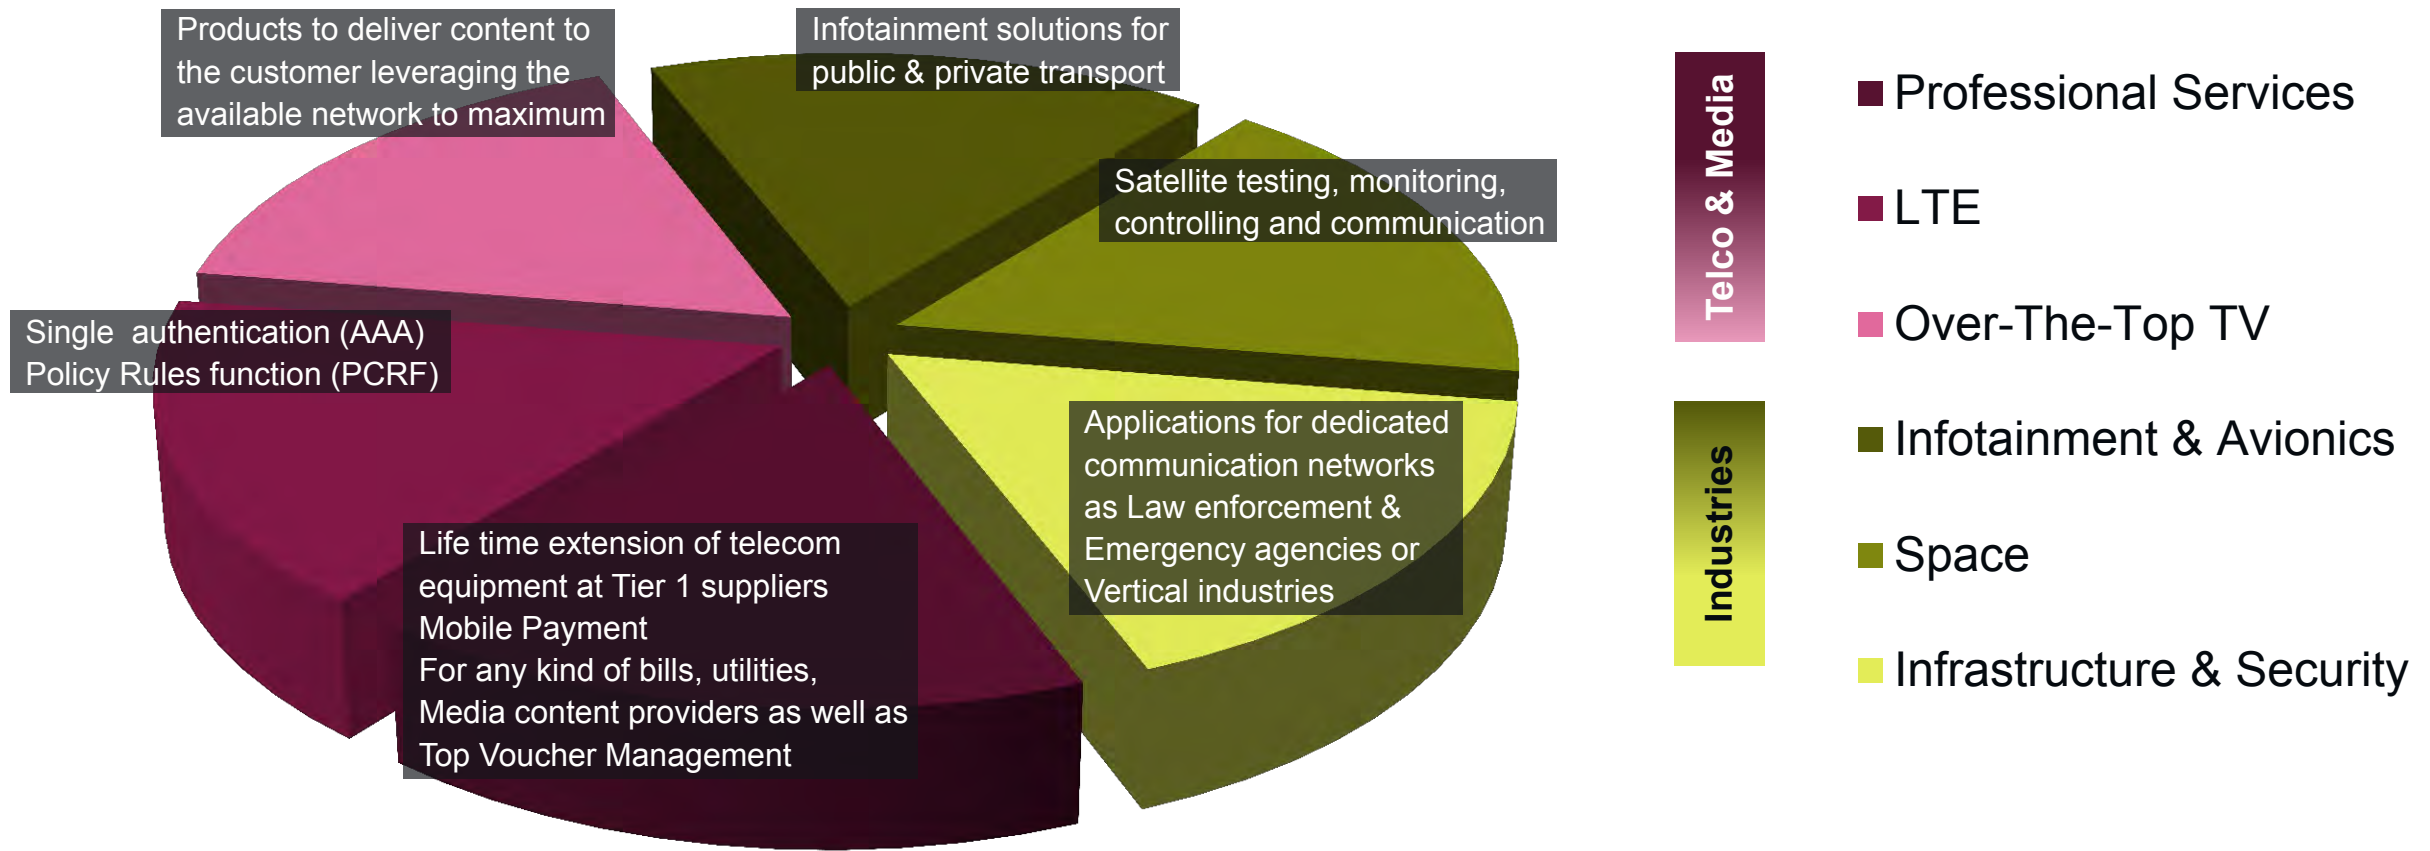 Products to deliver content to
the customer leveraging the
available network to maximum
Infotainment solutions for
public & private transport
Satellite testing, monitoring,
controlling and communication
Single  authentication (AAA)
Policy Rules function (PCRF)
Applications for dedicated
communication networks
as Law enforcement &
Emergency agencies or
Vertical industries
Life time extension of telecom
equipment at Tier 1 suppliers
Mobile Payment
For any kind of bills, utilities,
Media content providers as well as
Top Voucher Management
Telco & Media
Professional Services
LTE
Over-The-Top TV
Industries
Infotainment & Avionics
Space
Infrastructure & Security